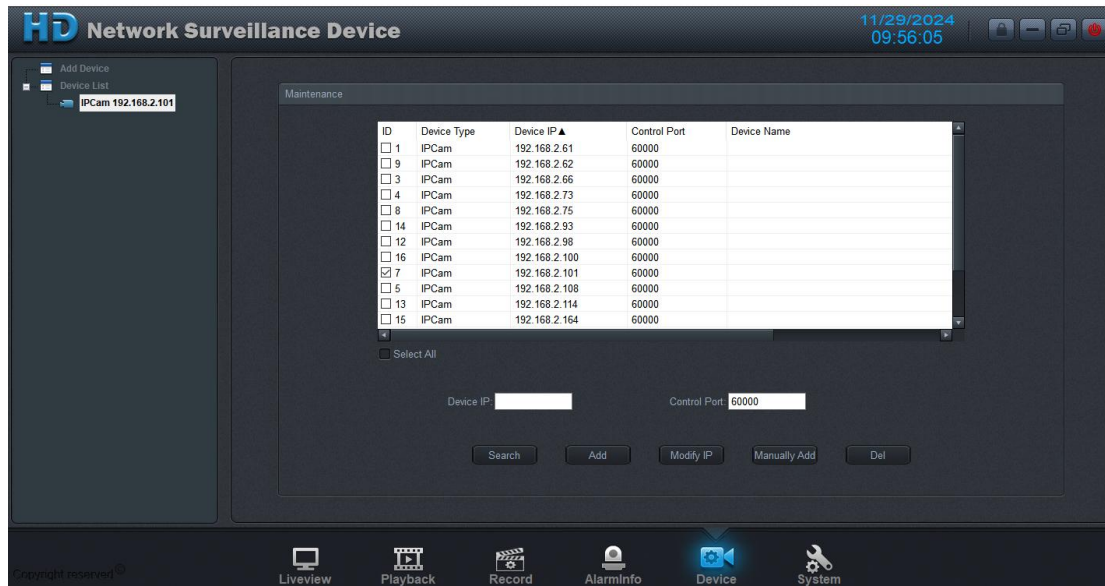 HD Network Surveillance Device
11/29/2024
09:56:05
Add Device
Device List
IPCam 192.168.2.101
Maintenance
ID Device Type Device IP▲ Control Port Device Name
1 IPCam 192.168.2.61 60000
9 IPCam 192.168.2.62 60000
3 IPCam 192.168.2.66 60000
4 IPCam 192.168.2.73 60000
8 IPCam 192.168.2.75 60000
14 IPCam 192.168.2.93 60000
12 IPCam 192.168.2.98 60000
16 IPCam 192.168.2.100 60000
7 IPCam 192.168.2.101 60000
5 IPCam 192.168.2.108 60000
13 IPCam 192.168.2.114 60000
15 IPCam 192.168.2.164 60000
Select All
Device IP: Control Port: 60000
Search Add Modify IP Manually Add Del
Liveview Playback Record AlarmInfo Device System
Copyright reserved ©